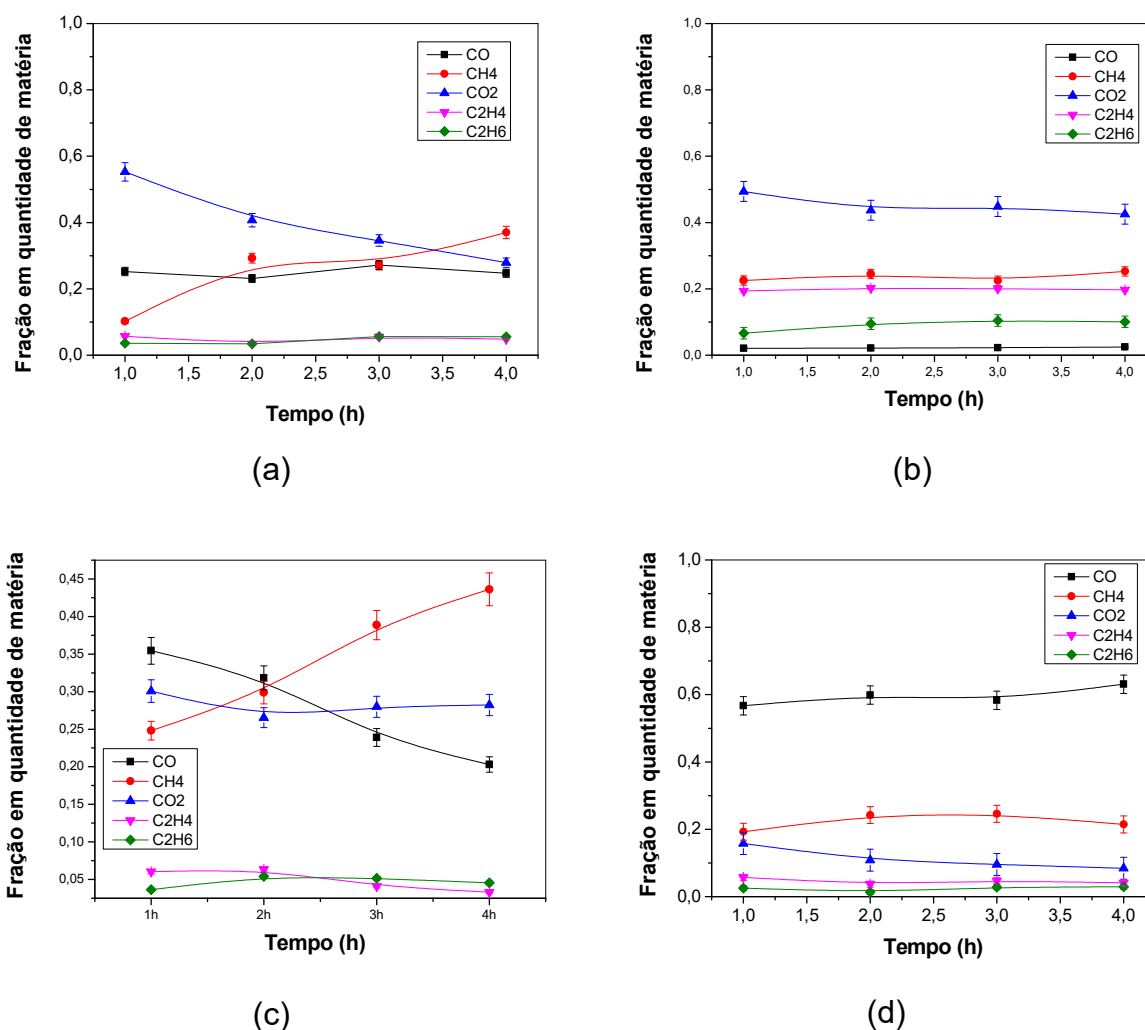 Fração em quantidade de matéria
1,0
0,8
0,6
0,4
0,2
0,0
CO
CH4
CO2
C2H4
C2H6
1,0 1,5 2,0 2,5 3,0 3,5 4,0
Tempo (h)
(a)
Fração em quantidade de matéria
1,0
0,8
0,6
0,4
0,2
0,0
CO
CH4
CO2
C2H4
C2H6
1,0 1,5 2,0 2,5 3,0 3,5 4,0
Tempo (h)
(b)
Fração em quantidade de matéria
0,45
0,35
0,30
0,25
0,20
0,15
0,10
0,05
CO
CH4
CO2
C2H4
C2H6
1h 2h 3h 4h
Tempo (h)
(c)
Fração em quantidade de matéria
1,0
0,8
0,6
0,4
0,2
0,0
CO
CH4
CO2
C2H4
C2H6
1,0 1,5 2,0 2,5 3,0 3,5 4,0
Tempo (h)
(d)